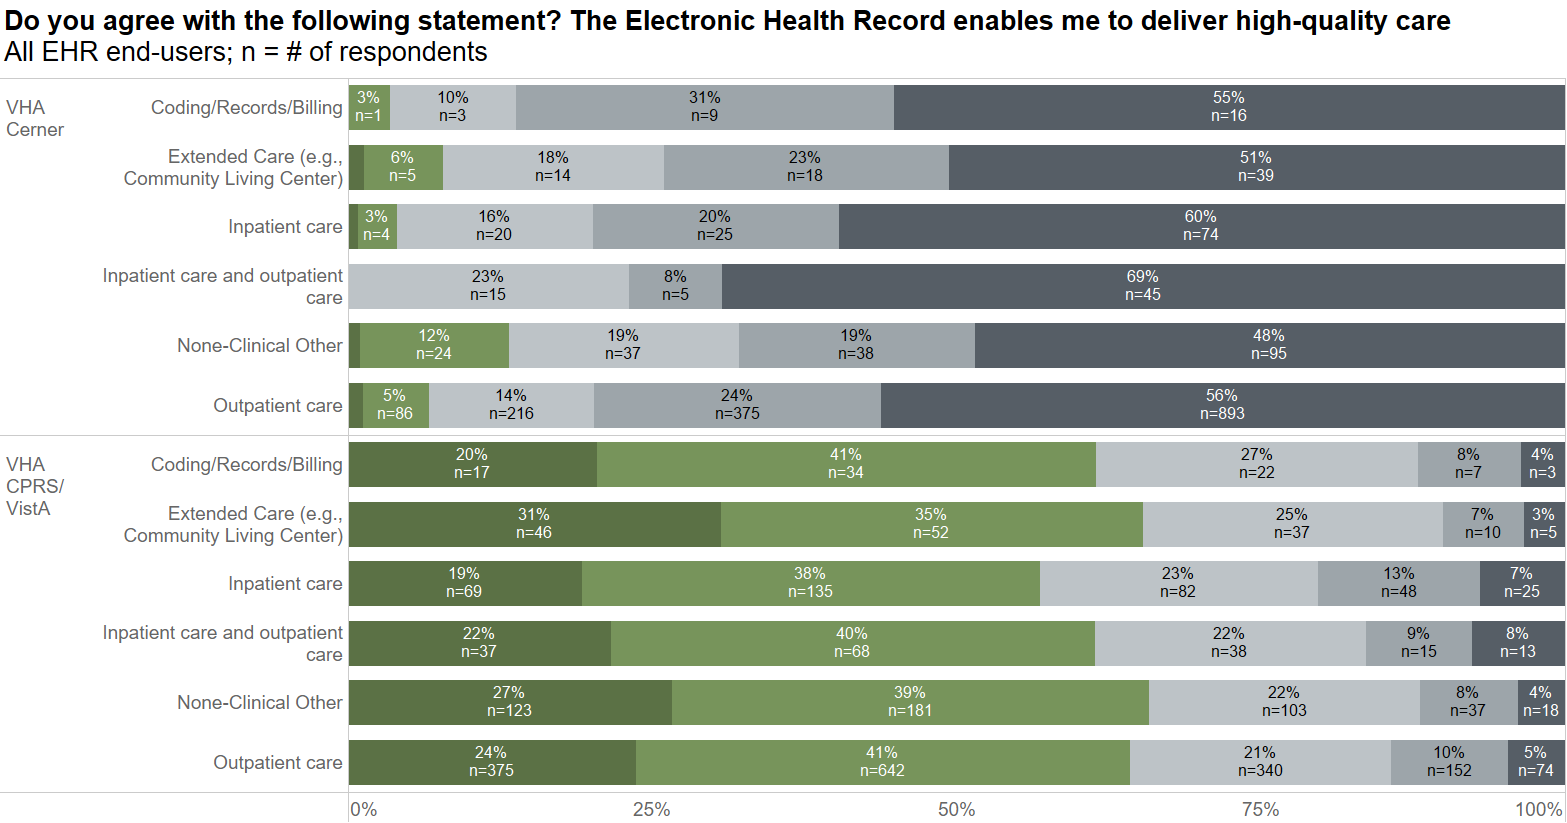 Do you agree with the following statement? The Electronic Health Record enables me to deliver high-quality care
All EHR end-users; n = # of respondents
VHA
Cerner
Coding/Records/Billing
3%
n=1
10%
n=3
31%
n=9
55%
n=16
Extended Care (e.g.,
Community Living Center)
6%
n=5
18%
n=14
23%
n=18
51%
n=39
Inpatient care
3%
n=4
16%
n=20
20%
n=25
60%
n=74
Inpatient care and outpatient
care
23%
n=15
8%
n=5
69%
n=45
None-Clinical Other
12%
n=24
19%
n=37
19%
n=38
48%
n=95
Outpatient care
5%
n=86
14%
n=216
24%
n=375
56%
n=893
VHA
CPRS/
VistA
Coding/Records/Billing
20%
n=17
41%
n=34
27%
n=22
8%
n=7
4%
n=3
Extended Care (e.g.,
Community Living Center)
31%
n=46
35%
n=52
25%
n=37
7%
n=10
3%
n=5
Inpatient care
19%
n=69
38%
n=135
23%
n=82
13%
n=48
7%
n=25
Inpatient care and outpatient
care
22%
n=37
40%
n=68
22%
n=38
9%
n=15
8%
n=13
None-Clinical Other
27%
n=123
39%
n=181
22%
n=103
8%
n=37
4%
n=18
Outpatient care
24%
n=375
41%
n=642
21%
n=340
10%
n=152
5%
n=74
0%
25%
50%
75%
100%